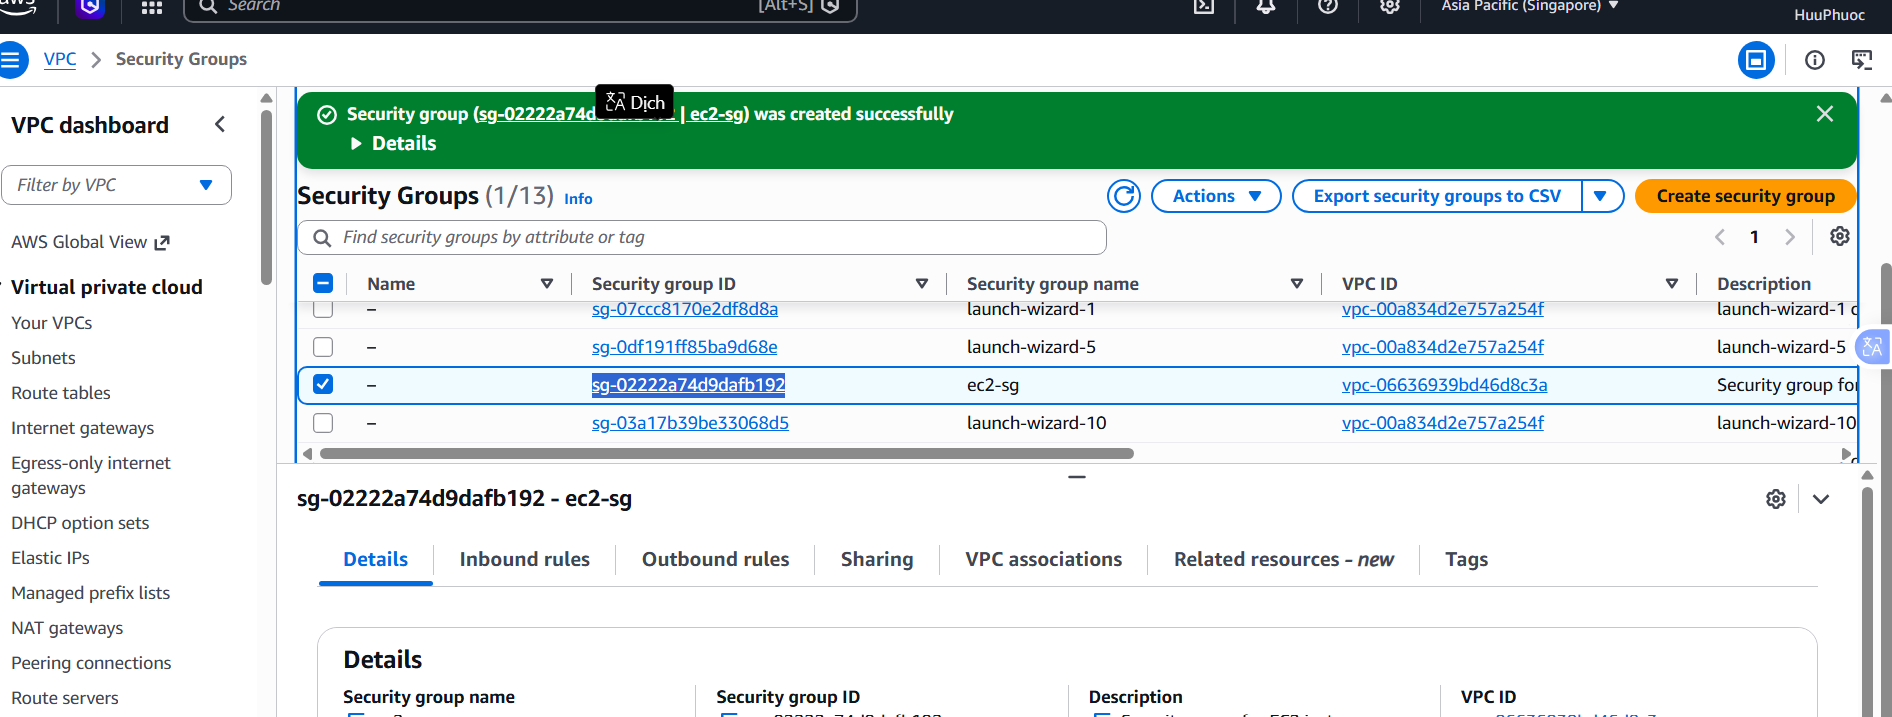 aws
Search
[Alt+S]
Asia Pacific (Singapore)
HuuPhuoc
VPC
Security Groups
VPC dashboard
Filter by VPC
AWS Global View
Virtual private cloud
Your VPCs
Subnets
Route tables
Internet gateways
Egress-only internet
gateways
DHCP option sets
Elastic IPs
Managed prefix lists
NAT gateways
Peering connections
Route servers
Dịch
Security group (sg-02222a74d | ec2-sg) was created successfully
Details
Security Groups (1/13) Info
Actions
Export security groups to CSV
Create security group
Find security groups by attribute or tag
1
Name Security group ID Security group name VPC ID Description
– sg-07ccc8170e2df8d8a launch-wizard-1 vpc-00a834d2e757a254f launch-wizard-1 c
– sg-0df191ff85ba9d68e launch-wizard-5 vpc-00a834d2e757a254f launch-wizard-5
– sg-02222a74d9dafb192 ec2-sg vpc-06636939bd46d8c3a Security group for
– sg-03a17b39be33068d5 launch-wizard-10 vpc-00a834d2e757a254f launch-wizard-10
sg-02222a74d9dafb192 - ec2-sg
Details Inbound rules Outbound rules Sharing VPC associations Related resources - new Tags
Details
Security group name Security group ID Description VPC ID